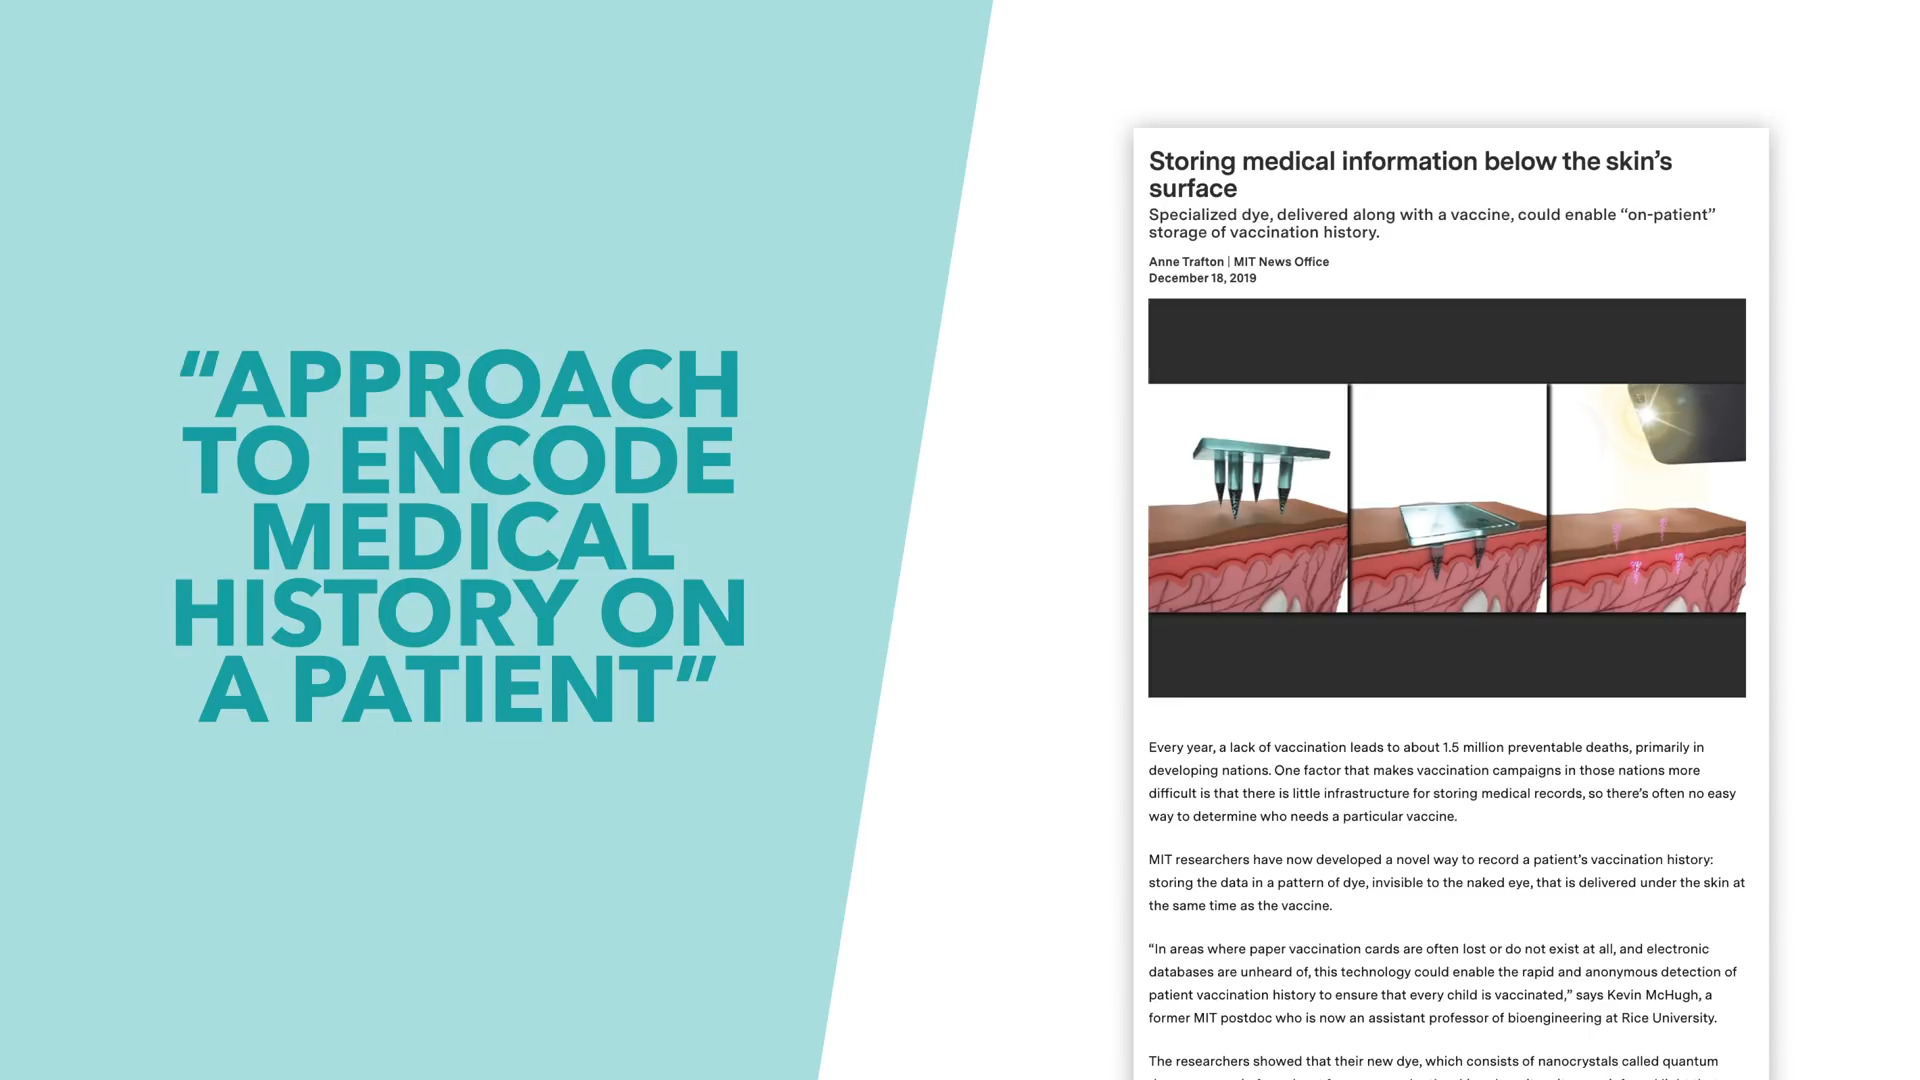 “APPROACH
TO ENCODE
MEDICAL
HISTORY ON
A PATIENT”
Storing medical information below the skin’s
surface
Specialized dye, delivered along with a vaccine, could enable “on-patient”
storage of vaccination history.
Anne Trafton | MIT News Office
December 18, 2019
Every year, a lack of vaccination leads to about 1.5 million preventable deaths, primarily in
developing nations. One factor that makes vaccination campaigns in those nations more
difficult is that there is little infrastructure for storing medical records, so there’s often no easy
way to determine who needs a particular vaccine.
MIT researchers have now developed a novel way to record a patient’s vaccination history:
storing the data in a pattern of dye, invisible to the naked eye, that is delivered under the skin at
the same time as the vaccine.
“In areas where paper vaccination cards are often lost or do not exist at all, and electronic
databases are unheard of, this technology could enable the rapid and anonymous detection of
patient vaccination history to ensure that every child is vaccinated,” says Kevin McHugh, a
former MIT postdoc who is now an assistant professor of bioengineering at Rice University.
The researchers showed that their new dye, which consists of nanocrystals called quantum